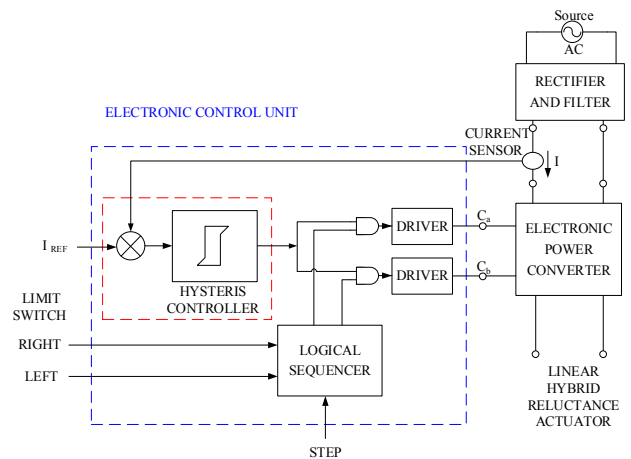 Source
AC
RECTIFIER
AND FILTER
ELECTRONIC CONTROL UNIT
CURRENT
SENSOR
I
I REF
HYSTERIS
CONTROLLER
DRIVER
DRIVER
Ca
Cb
ELECTRONIC
POWER
CONVERTER
LIMIT
SWITCH
RIGHT
LEFT
LOGICAL
SEQUENCER
STEP
LINEAR
HYBRID
RELUCTANCE
ACTUATOR